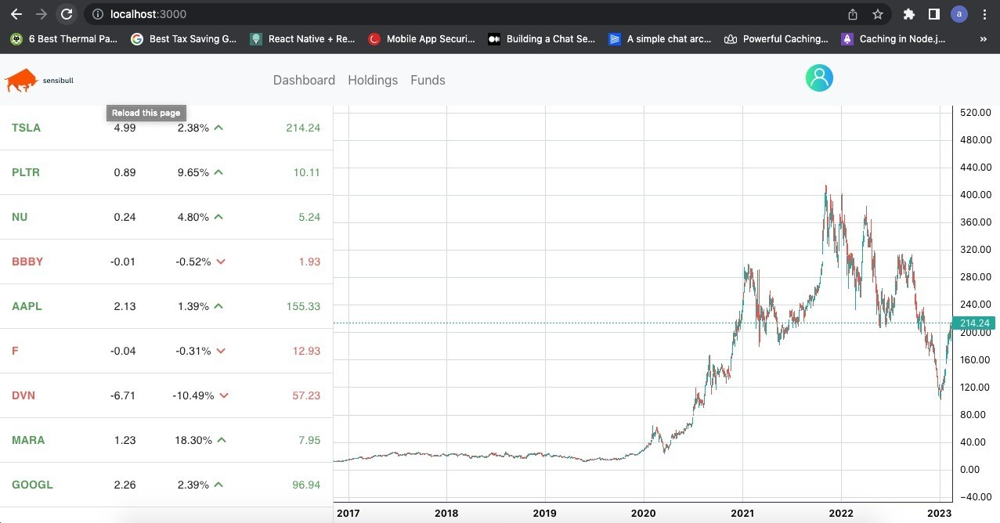 localhost:3000
a
6 Best Thermal Pa...
Best Tax Saving G...
React Native + Re...
Mobile App Securi...
Building a Chat Se...
A simple chat arc...
Powerful Caching...
Caching in Node.j...
»
sensibull
Dashboard Holdings Funds
Reload this page
TSLA 4.99 2.38% 214.24
PLTR 0.89 9.65% 10.11
NU 0.24 4.80% 5.24
BBBY -0.01 -0.52% 1.93
AAPL 2.13 1.39% 155.33
F -0.04 -0.31% 12.93
DVN -6.71 -10.49% 57.23
MARA 1.23 18.30% 7.95
GOOGL 2.26 2.39% 96.94
520.00
480.00
440.00
400.00
360.00
320.00
280.00
240.00
214.24
200.00
160.00
120.00
80.00
40.00
0.00
−40.00
2017 2018 2019 2020 2021 2022 2023